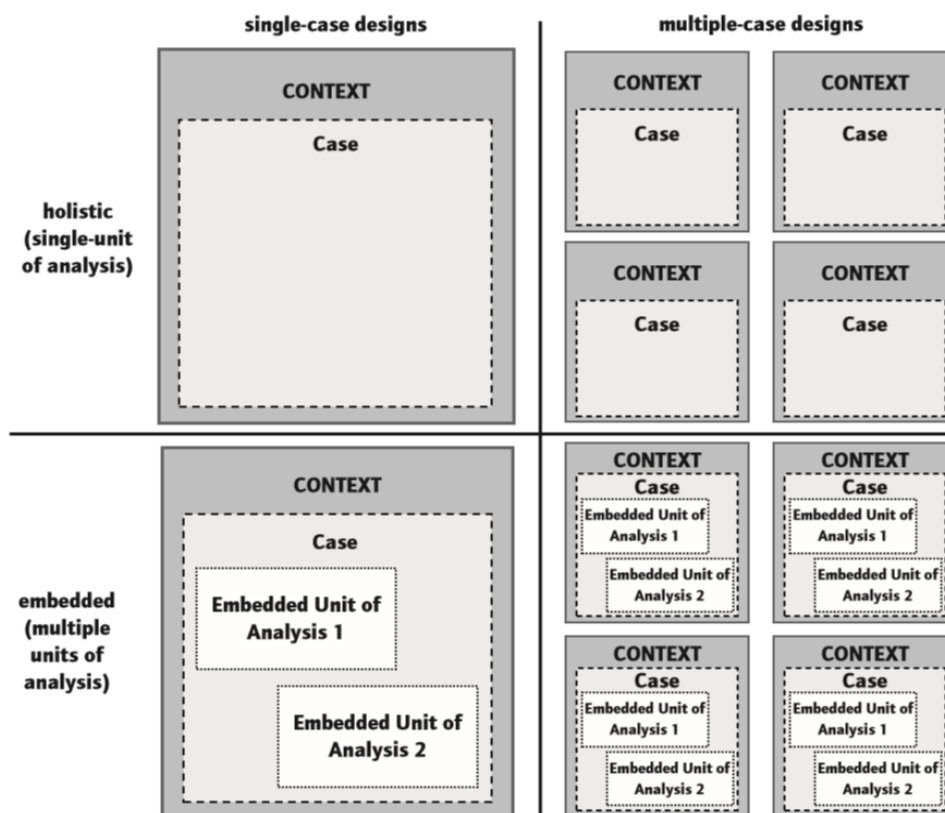 single-case designs
multiple-case designs
holistic
(single-unit
of analysis)
CONTEXT
Case
CONTEXT
Case
CONTEXT
Case
CONTEXT
Case
CONTEXT
Case
embedded
(multiple
units of
analysis)
CONTEXT
Case
Embedded Unit of
Analysis 1
Embedded Unit of
Analysis 2
CONTEXT
Case
Embedded Unit of
Analysis 1
Embedded Unit of
Analysis 2
CONTEXT
Case
Embedded Unit of
Analysis 1
Embedded Unit of
Analysis 2
CONTEXT
Case
Embedded Unit of
Analysis 1
Embedded Unit of
Analysis 2
CONTEXT
Case
Embedded Unit of
Analysis 1
Embedded Unit of
Analysis 2